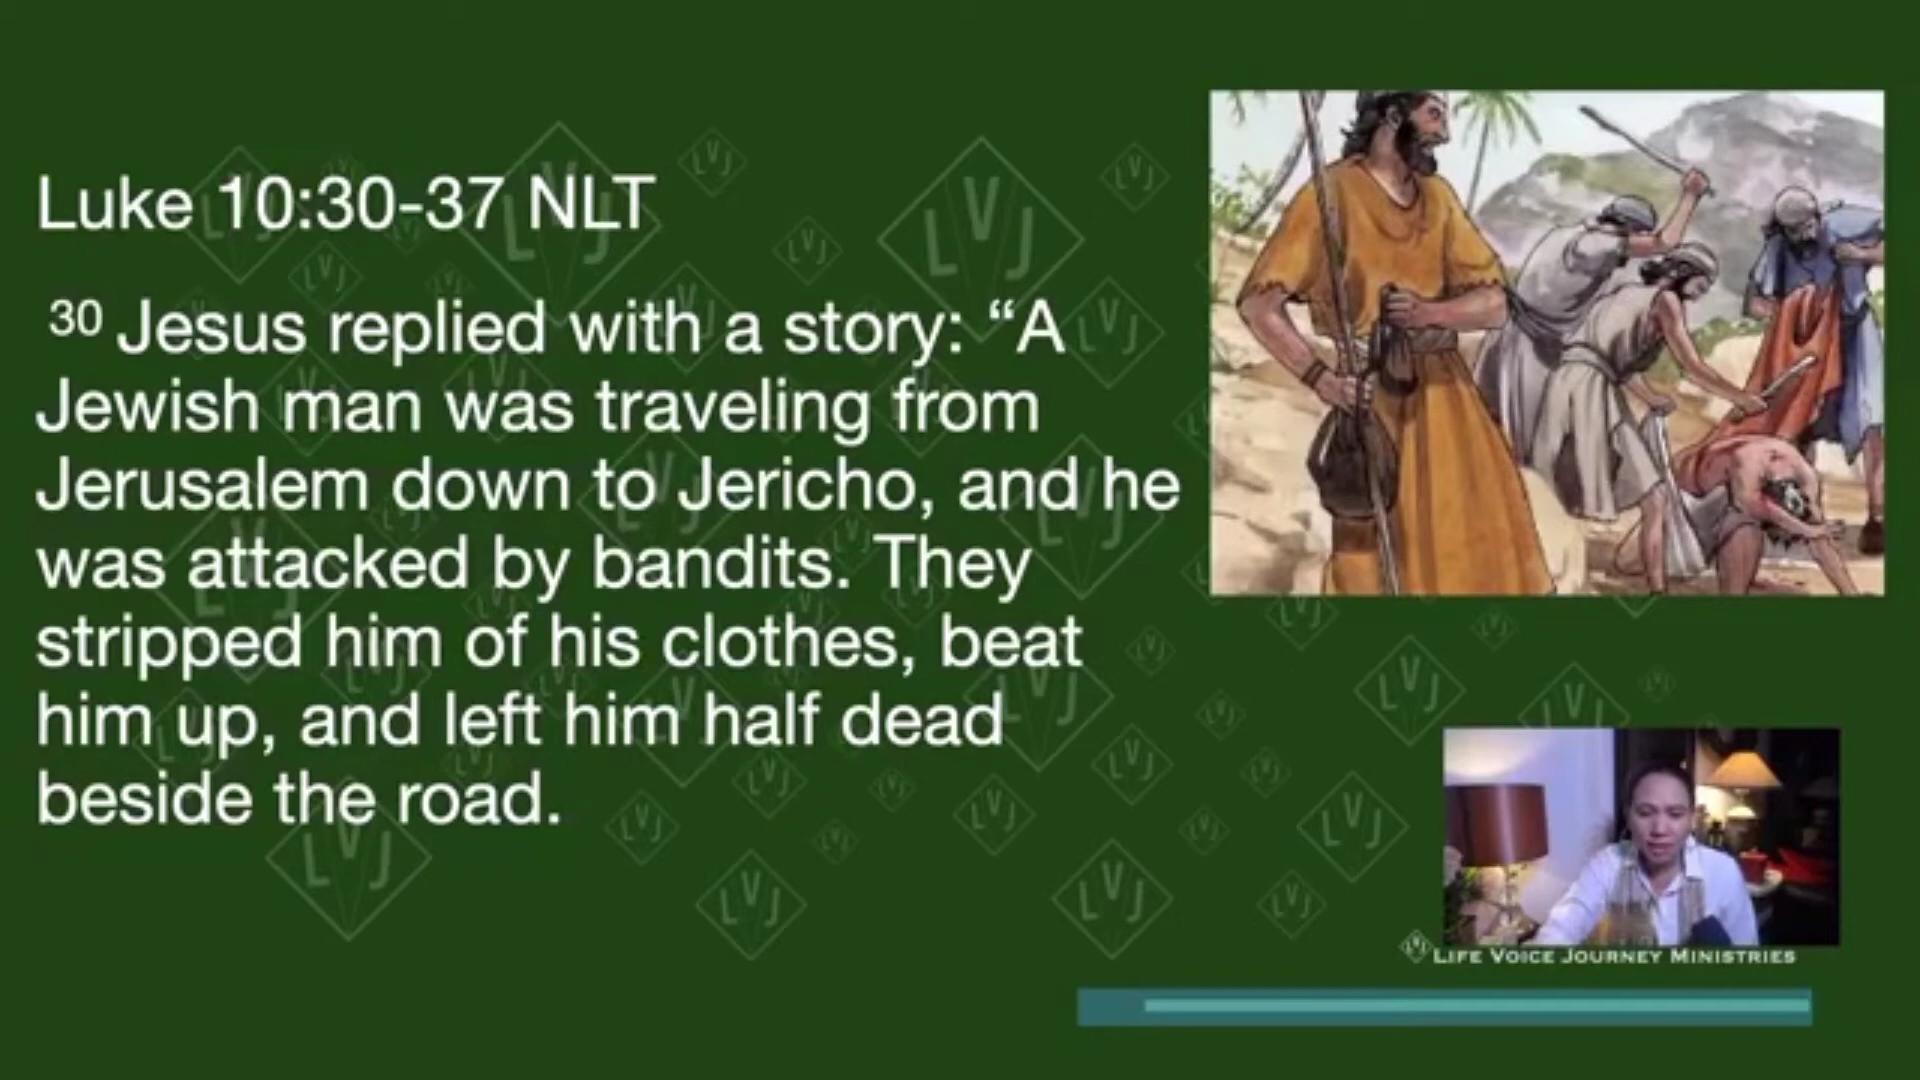 Luke 10:30-37 NLT
30 Jesus replied with a story: “A
Jewish man was traveling from
Jerusalem down to Jericho, and he
was attacked by bandits. They
stripped him of his clothes, beat
him up, and left him half dead
beside the road.
LVJ LIFE VOICE JOURNEY MINISTRIES